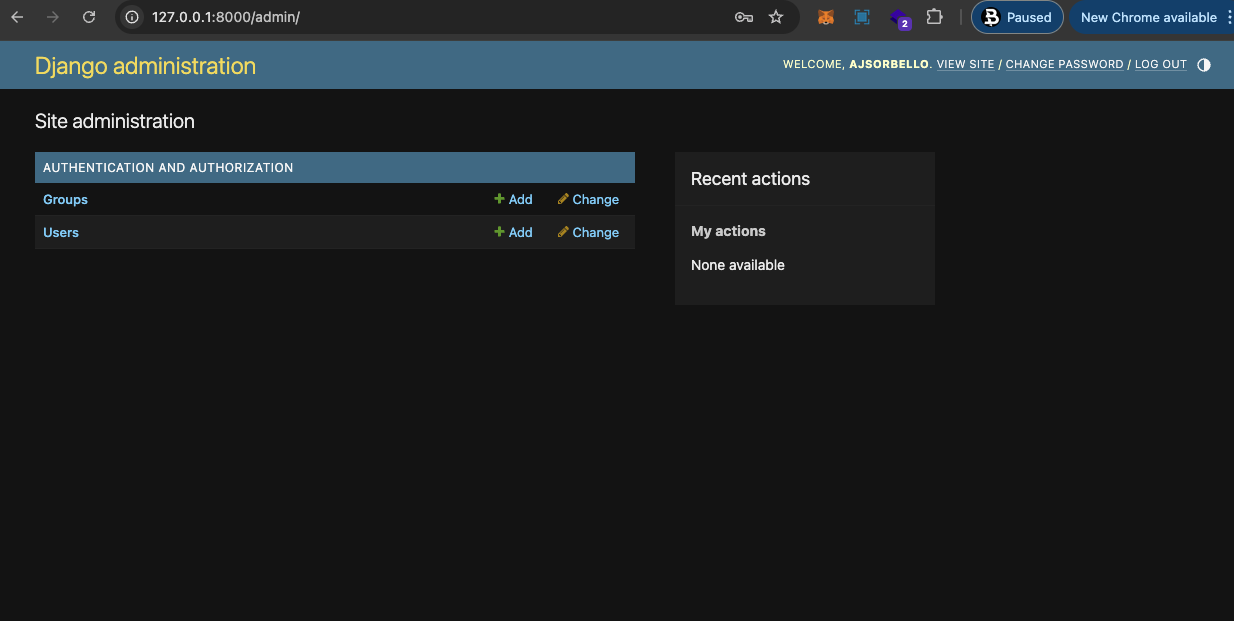 127.0.0.1:8000/admin/
2
Paused
New Chrome available
Django administration
WELCOME, AJSORBELLO. VIEW SITE / CHANGE PASSWORD / LOG OUT
Site administration
AUTHENTICATION AND AUTHORIZATION
Groups
Add
Change
Users
Add
Change
Recent actions
My actions
None available